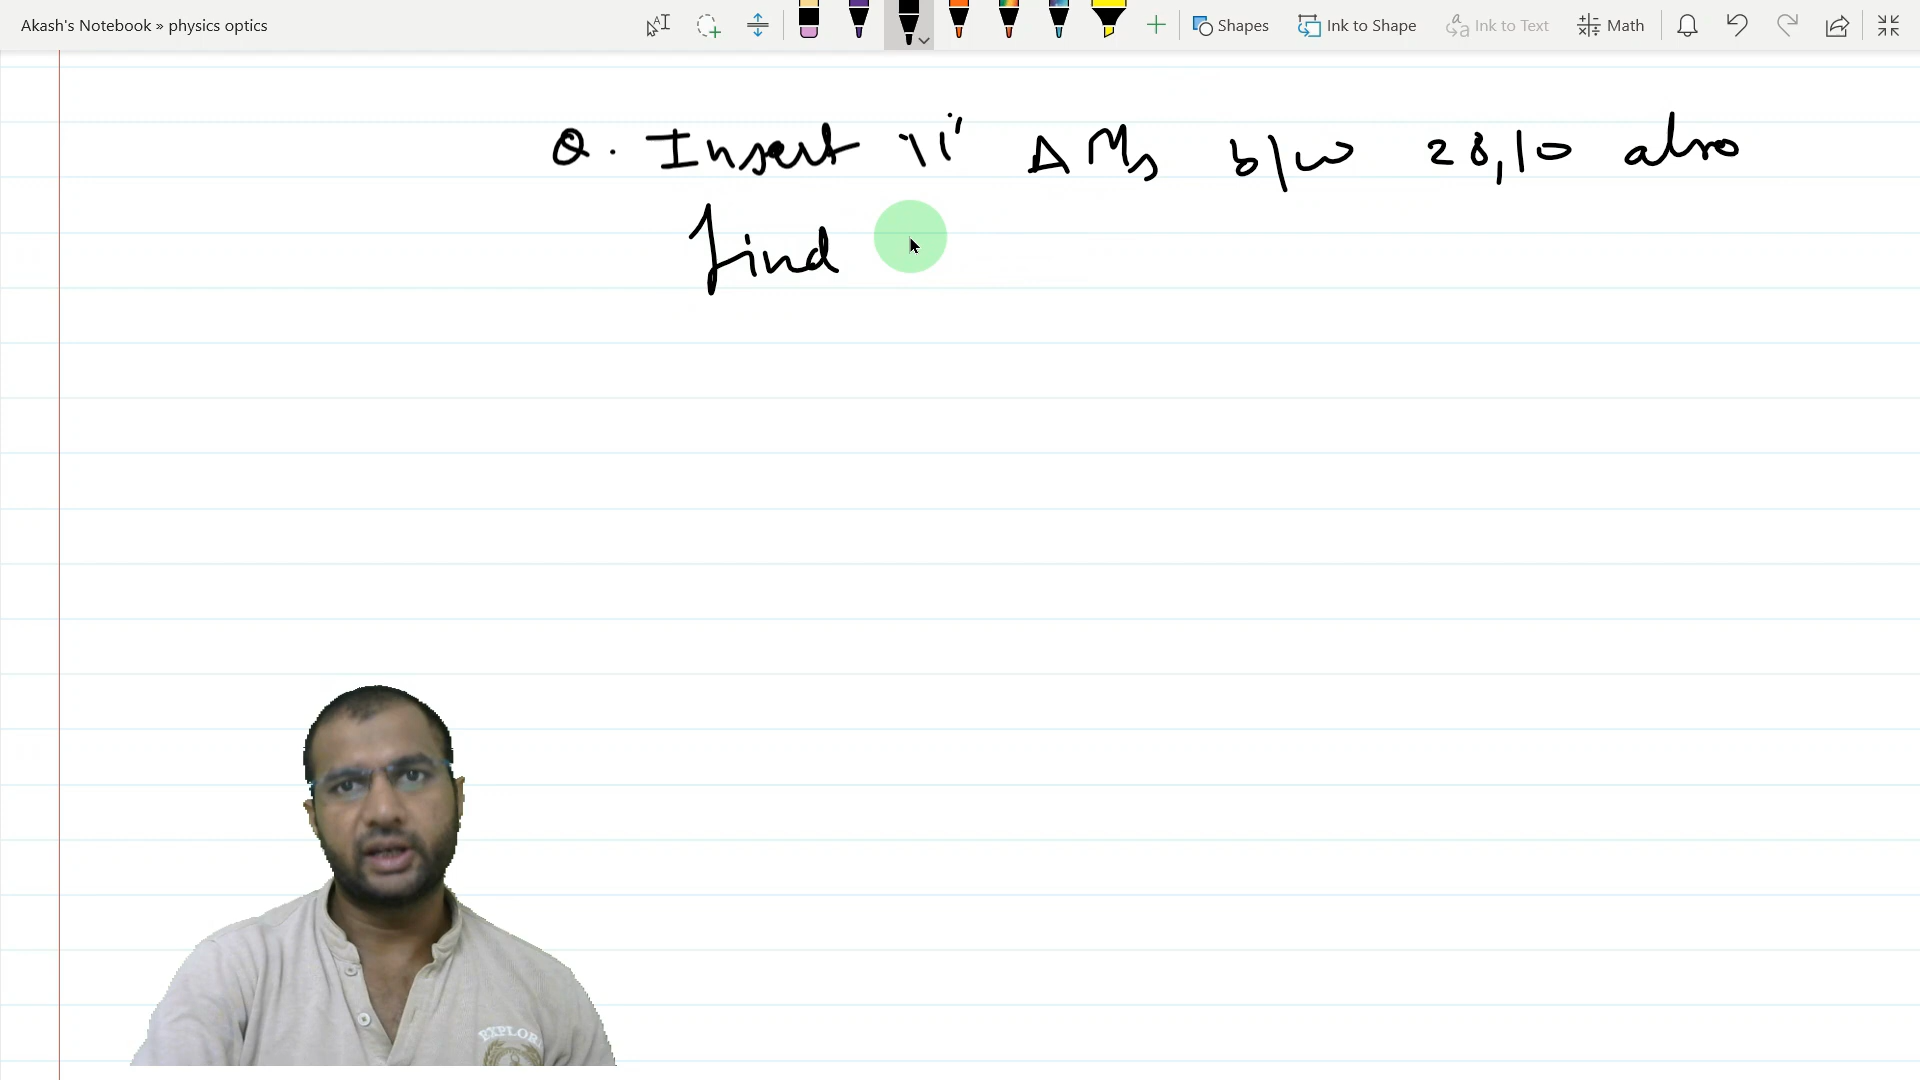 Akash's Notebook » physics optics
Shapes
Ink to Shape
Ink to Text
Math
Q. Insert "11" AMs b/w 28,10 also
find
EXPLOR